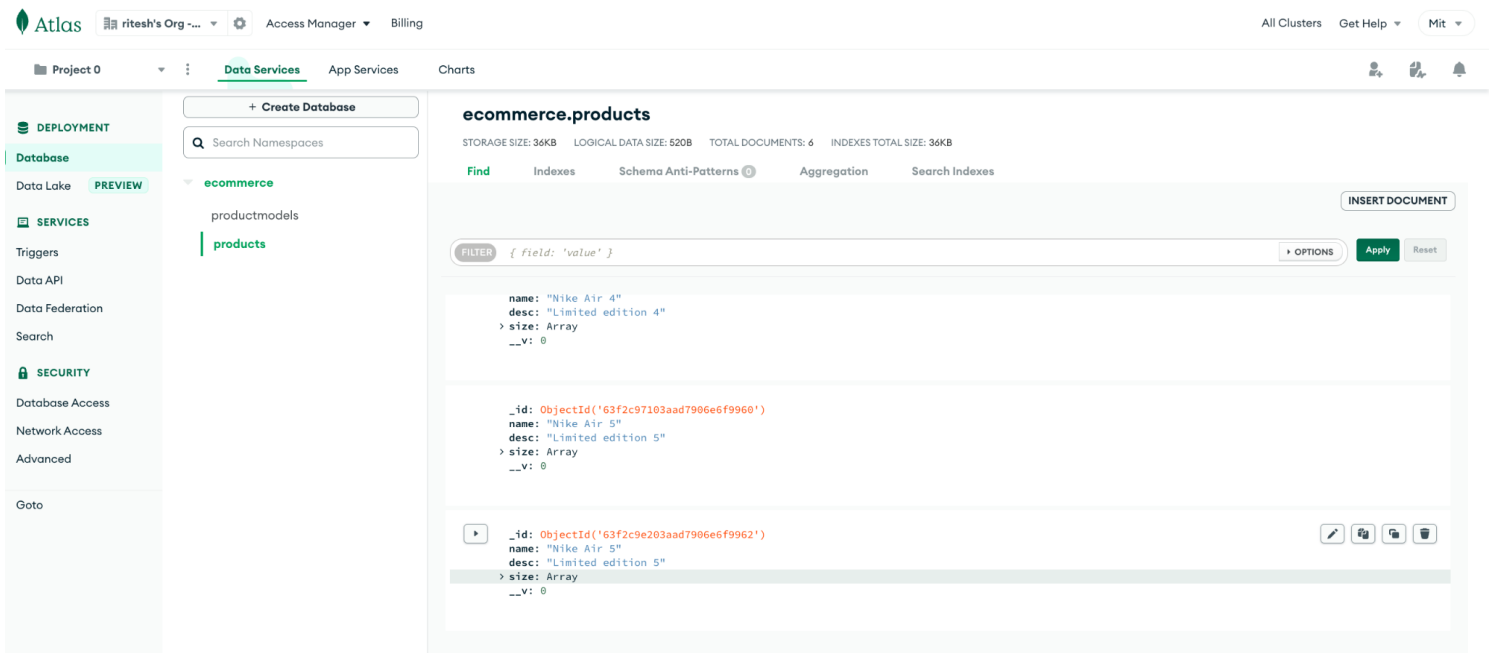 Atlas
ritesh's Org -...
Access Manager
Billing
All Clusters
Get Help
Mit
Project 0
Data Services
App Services
Charts
DEPLOYMENT
Database
Data Lake PREVIEW
SERVICES
Triggers
Data API
Data Federation
Search
SECURITY
Database Access
Network Access
Advanced
Goto
+ Create Database
Search Namespaces
ecommerce
productmodels
products
ecommerce.products
STORAGE SIZE: 36KB LOGICAL DATA SIZE: 520B TOTAL DOCUMENTS: 6 INDEXES TOTAL SIZE: 36KB
Find Indexes Schema Anti-Patterns 0 Aggregation Search Indexes
INSERT DOCUMENT
FILTER { field: 'value' } OPTIONS Apply Reset
name: "Nike Air 4"
desc: "Limited edition 4"
size: Array
__v: 0
_id: ObjectId('63f2c97103aad7906e6f9960')
name: "Nike Air 5"
desc: "Limited edition 5"
size: Array
__v: 0
_id: ObjectId('63f2c9e203aad7906e6f9962')
name: "Nike Air 5"
desc: "Limited edition 5"
size: Array
__v: 0